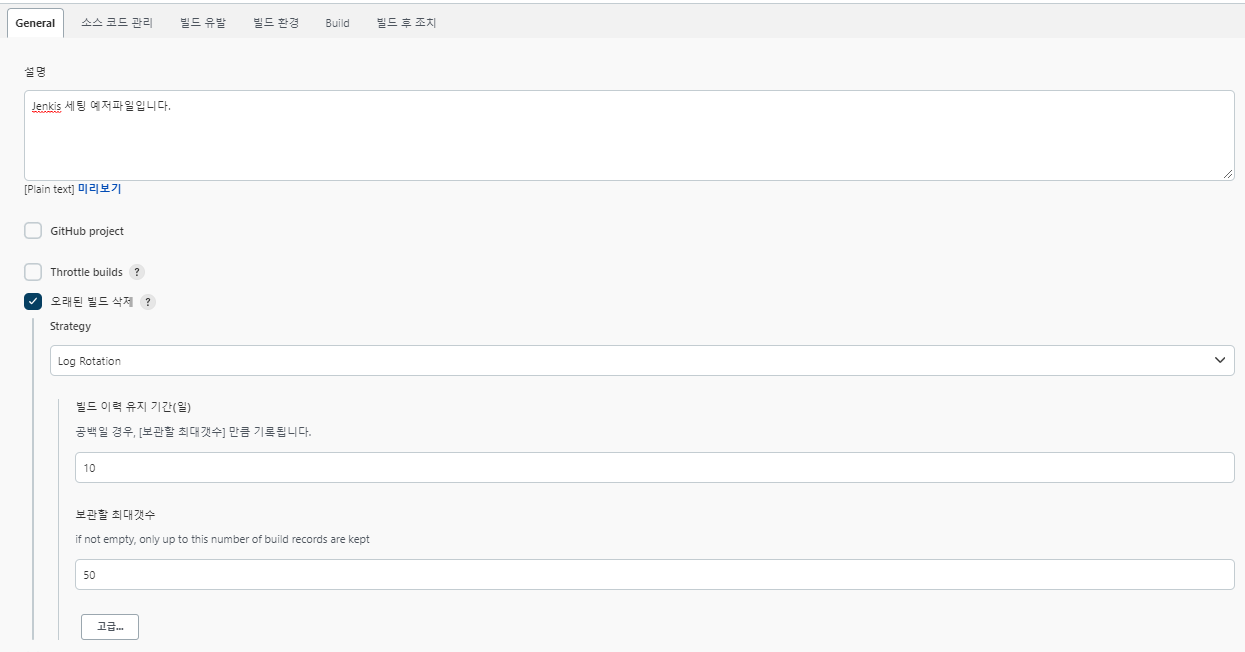 General 소스 코드 관리 빌드 유발 빌드 환경 Build 빌드 후 조치
설명
Jenkis 세팅 예저파일입니다.
[Plain text] 미리보기
GitHub project
Throttle builds ?
오래된 빌드 삭제 ?
Strategy
Log Rotation
빌드 이력 유지 기간(일)
공백일 경우, [보관할 최대갯수] 만큼 기록됩니다.
10
보관할 최대갯수
if not empty, only up to this number of build records are kept
50
고급...